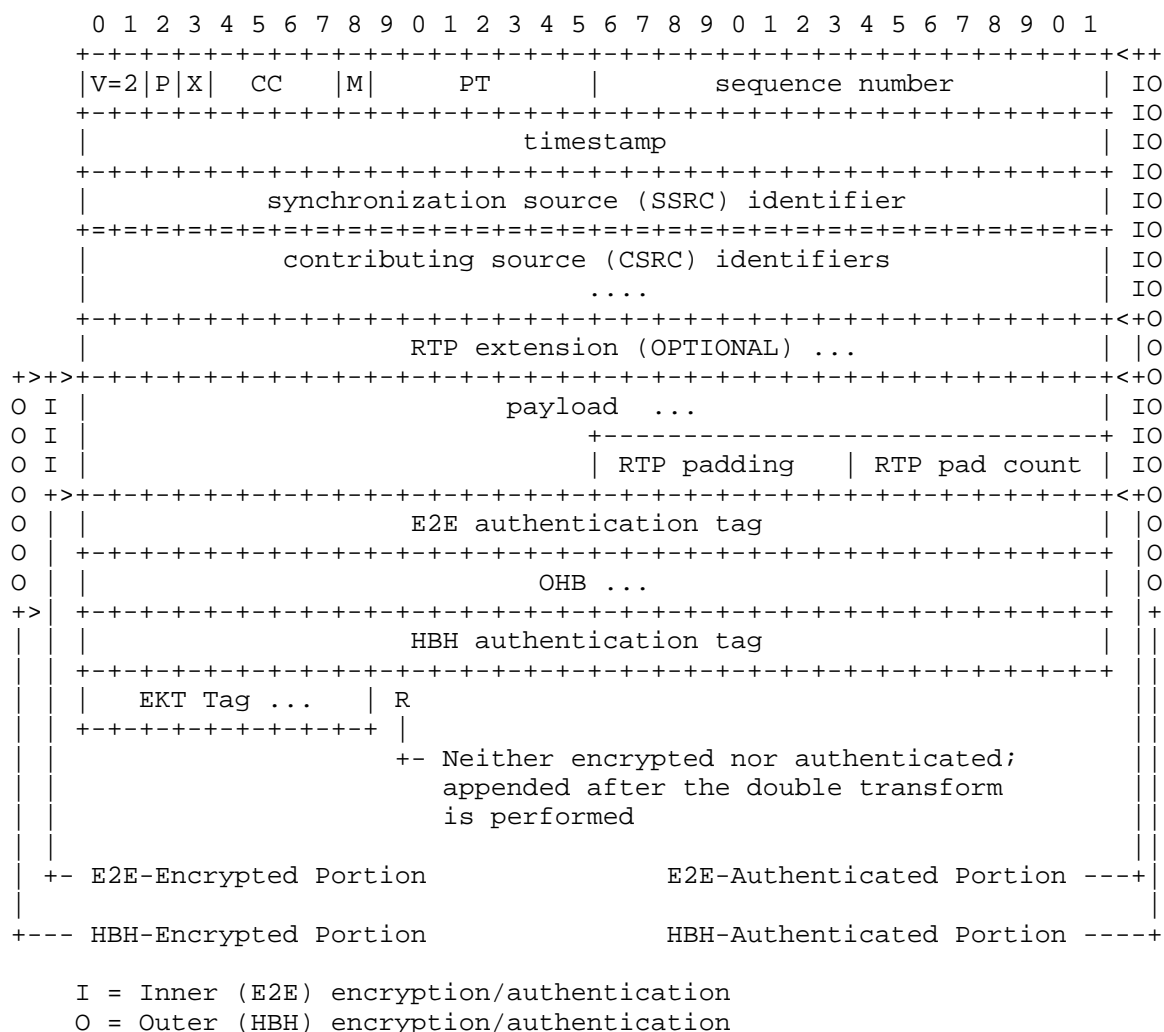 0 1 2 3 4 5 6 7 8 9 0 1 2 3 4 5 6 7 8 9 0 1 2 3 4 5 6 7 8 9 0 1
     +-+-+-+-+-+-+-+-+-+-+-+-+-+-+-+-+-+-+-+-+-+-+-+-+-+-+-+-+-+-+-+-+<++
     |V=2|P|X|  CC   |M|     PT      |       sequence number         | IO
     +-+-+-+-+-+-+-+-+-+-+-+-+-+-+-+-+-+-+-+-+-+-+-+-+-+-+-+-+-+-+-+-+ IO
     |                           timestamp                           | IO
     +-+-+-+-+-+-+-+-+-+-+-+-+-+-+-+-+-+-+-+-+-+-+-+-+-+-+-+-+-+-+-+-+ IO
     |           synchronization source (SSRC) identifier            | IO
     +=+=+=+=+=+=+=+=+=+=+=+=+=+=+=+=+=+=+=+=+=+=+=+=+=+=+=+=+=+=+=+=+ IO
     |            contributing source (CSRC) identifiers             | IO
     |                               ....                            | IO
     +-+-+-+-+-+-+-+-+-+-+-+-+-+-+-+-+-+-+-+-+-+-+-+-+-+-+-+-+-+-+-+-+<+O
     |                    RTP extension (OPTIONAL) ...               | |O
 +>+>+-+-+-+-+-+-+-+-+-+-+-+-+-+-+-+-+-+-+-+-+-+-+-+-+-+-+-+-+-+-+-+-+<+O
 O I |                          payload  ...                         | IO
 O I |                               +-------------------------------+ IO
 O I |                               | RTP padding   | RTP pad count | IO
 O +>+-+-+-+-+-+-+-+-+-+-+-+-+-+-+-+-+-+-+-+-+-+-+-+-+-+-+-+-+-+-+-+-+<+O
 O | |                    E2E authentication tag                     | |O
 O | +-+-+-+-+-+-+-+-+-+-+-+-+-+-+-+-+-+-+-+-+-+-+-+-+-+-+-+-+-+-+-+-+ |O
 O | |                            OHB ...                            | |O
 +>| +-+-+-+-+-+-+-+-+-+-+-+-+-+-+-+-+-+-+-+-+-+-+-+-+-+-+-+-+-+-+-+-+ |+
 | | |                    HBH authentication tag                     | ||
 | | +-+-+-+-+-+-+-+-+-+-+-+-+-+-+-+-+-+-+-+-+-+-+-+-+-+-+-+-+-+-+-+-+ ||
 | | |   EKT Tag ...   | R                                             ||
 | | +-+-+-+-+-+-+-+-+-+ |                                             ||
 | |                     +- Neither encrypted nor authenticated;       ||
 | |                        appended after the double transform        ||
 | |                        is performed                               ||
 | |                                                                   ||
 | +- E2E-Encrypted Portion               E2E-Authenticated Portion ---+|
 |                                                                      |
 +--- HBH-Encrypted Portion               HBH-Authenticated Portion ----+
     I = Inner (E2E) encryption/authentication
     O = Outer (HBH) encryption/authentication